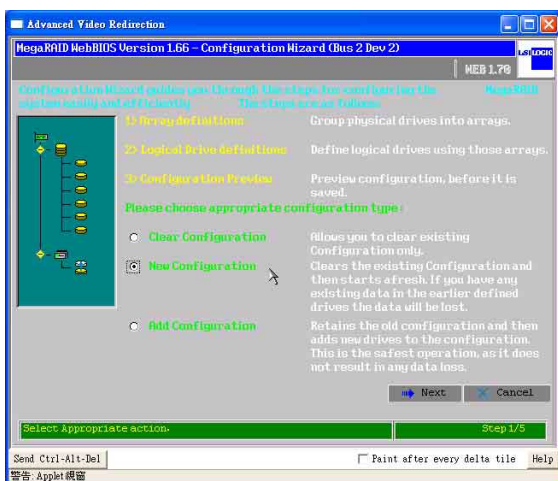 Advanced Video Redirection
MegaRAID WebBIOS Version 1.66 – Configuration Wizard (Bus 2 Dev 2)
LSI LOGIC
WEB 1.70
Configuration Wizard guides you through the steps for configuring the MegaRAID
system easily and efficiently The steps are as follows
1) Array definitions Group physical drives into arrays.
2) Logical Drive definitions Define logical drives using those arrays.
3) Configuration Preview Preview configuration, before it is
saved.
Please choose appropriate configuration type:
Clear Configuration Allows you to clear existing
Configuration only.
New Configuration Clears the existing Configuration and
then starts afresh. If you have any
existing data in the earlier defined
drives the data will be lost.
Add Configuration Retains the old configuration and then
adds new drives to the configuration.
This is the safest operation, as it does
not result in any data loss.
Next Cancel
Select Appropriate action. Step 1/5
Send Ctrl-Alt-Del Paint after every delta tile Help
警告: Applet 視窗